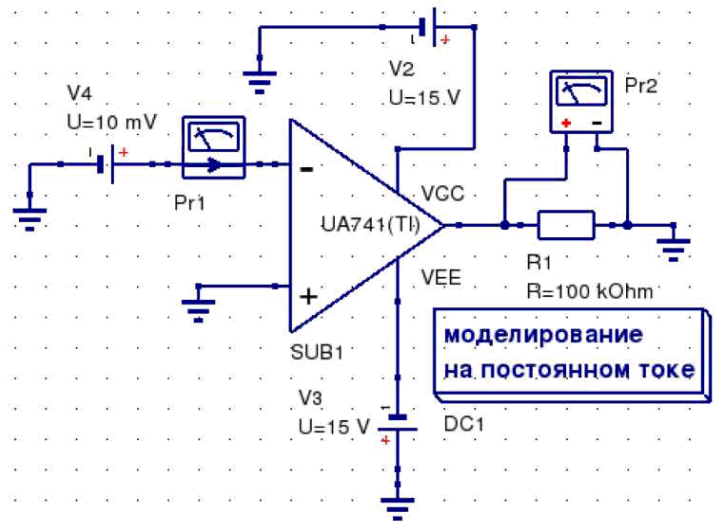 V2
U=15 V
V4
U=10 mV
Pr1
Pr2
VCC
UA741(TI)
VEE
SUB1
R1
R=100 kOhm
V3
U=15 V
DC1
моделирование
на постоянном токе